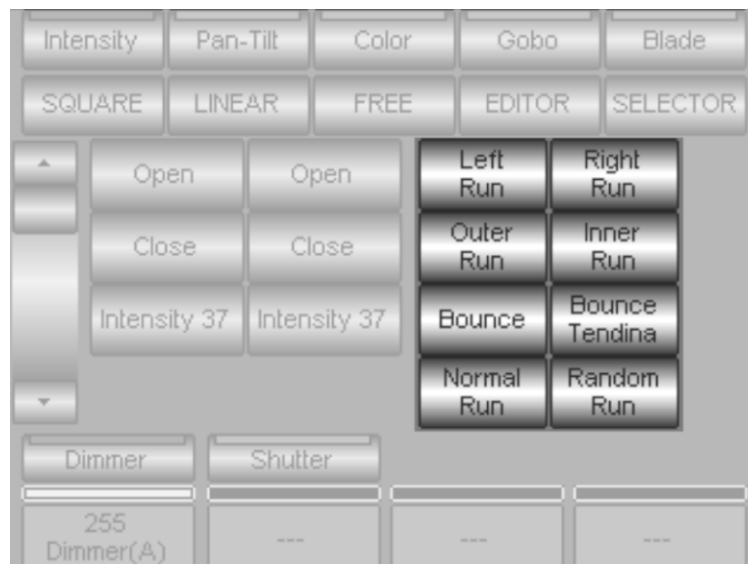 Intensity Pan-Tilt Color Gobo Blade
SQUARE LINEAR FREE EDITOR SELECTOR
Open Open Left Run Right Run
Close Close Outer Run Inner Run
Intensity 37 Intensity 37 Bounce Bounce Tendina
Normal Run Random Run
Dimmer Shutter
255 Dimmer(A) --- --- ---